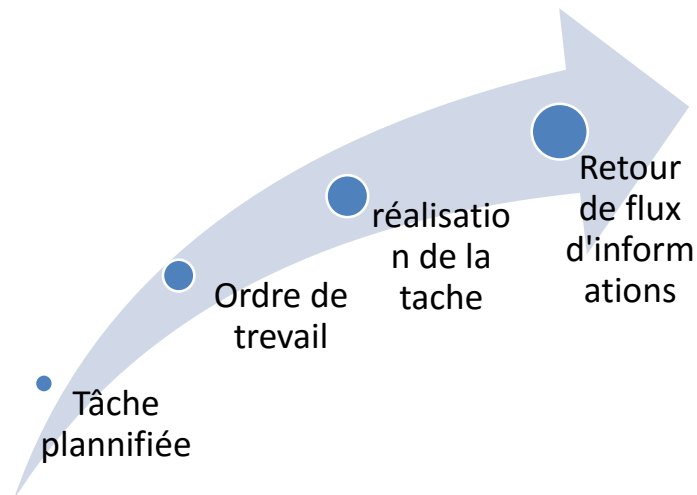 Tâche
plannifiée
Ordre de
trevail
réalisatio
n de la
tache
Retour
de flux
d'inform
ations